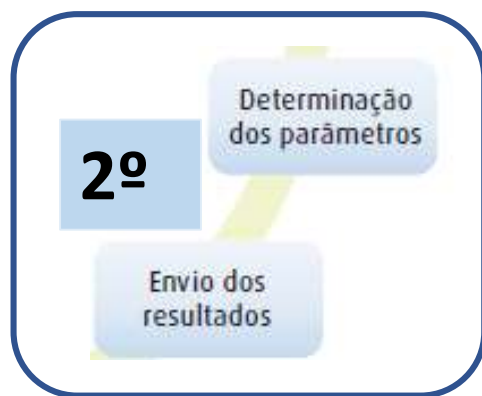 Determinação
dos parâmetros
2º
Envio dos
resultados